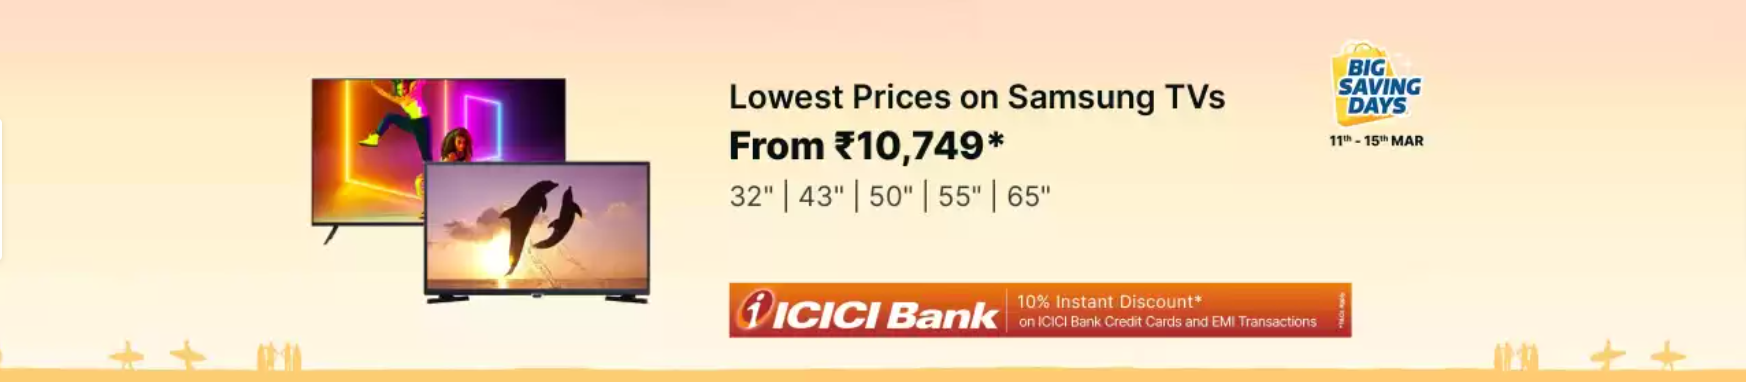 Lowest Prices on Samsung TVs
From ₹10,749*
32" | 43" | 50" | 55" | 65"
BIG
SAVING
DAYS
11th - 15th MAR
ICICI Bank
10% Instant Discount*
on ICICI Bank Credit Cards and EMI Transactions